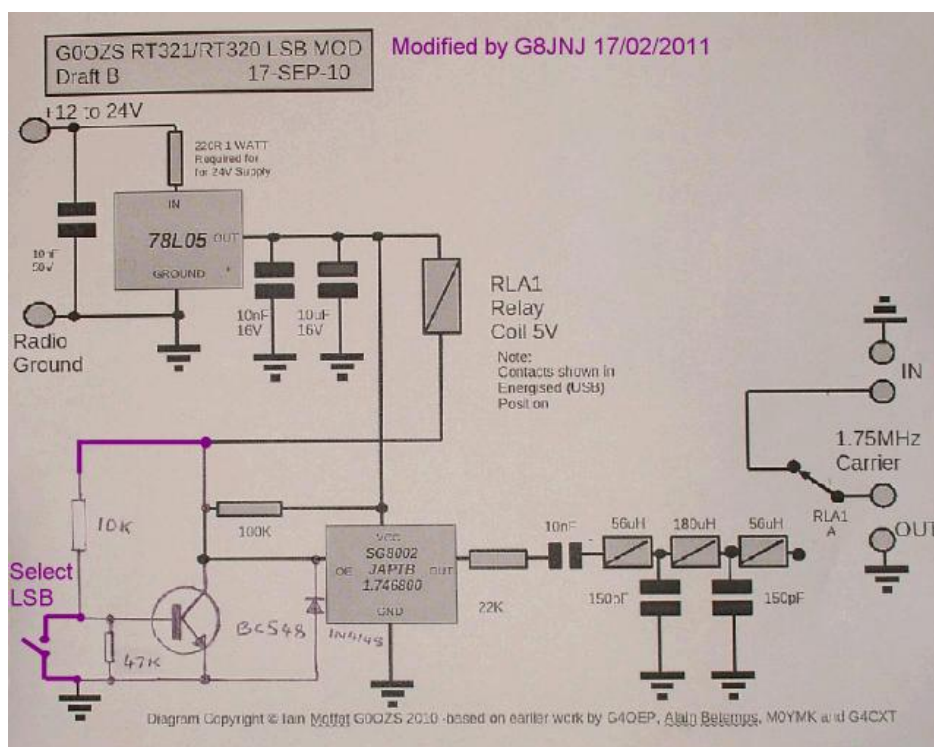 G0OZS RT321/RT320 LSB MOD
Draft B 17-SEP-10
Modified by G8JNJ 17/02/2011
+12 to 24V
220R 1 WATT
Required for
for 24V Supply
IN
78L05 OUT
GROUND
10nF
50V
Radio
Ground
10nF
16V
10uF
16V
RLA1
Relay
Coil 5V
Note:
Contacts shown in
Energised (USB)
Position
IN
1.75MHz
Carrier
RLA1
A
OUT
10K
100K
Select
LSB
47K
BC548
1N4148
VCC
SG8002
OE JAPTB OUT
1.746800
GND
22K
10nF
56uH
180uH
56uH
150pF
150pF
Diagram Copyright © Iain Moffat G0OZS 2010 -based on earlier work by G4OEP, Alain Betemps, M0YMK and G4CXT